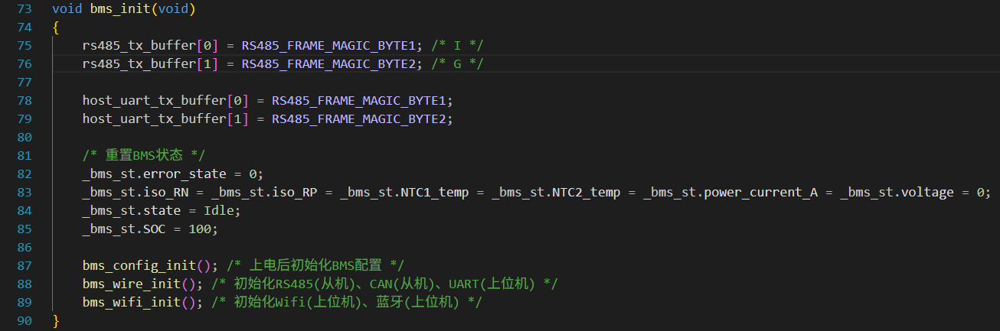 73 void bms_init(void)
74 {
75 rs485_tx_buffer[0] = RS485_FRAME_MAGIC_BYTE1; /* I */
76 rs485_tx_buffer[1] = RS485_FRAME_MAGIC_BYTE2; /* G */
77
78 host_uart_tx_buffer[0] = RS485_FRAME_MAGIC_BYTE1;
79 host_uart_tx_buffer[1] = RS485_FRAME_MAGIC_BYTE2;
80
81 /* 重置BMS状态 */
82 _bms_st.error_state = 0;
83 _bms_st.iso_RN = _bms_st.iso_RP = _bms_st.NTC1_temp = _bms_st.NTC2_temp = _bms_st.power_current_A = _bms_st.voltage = 0;
84 _bms_st.state = Idle;
85 _bms_st.SOC = 100;
86
87 bms_config_init(); /* 上电后初始化BMS配置 */
88 bms_wire_init(); /* 初始化RS485(从机)、CAN(从机)、UART(上位机) */
89 bms_wifi_init(); /* 初始化Wifi(上位机)、蓝牙(上位机) */
90 }